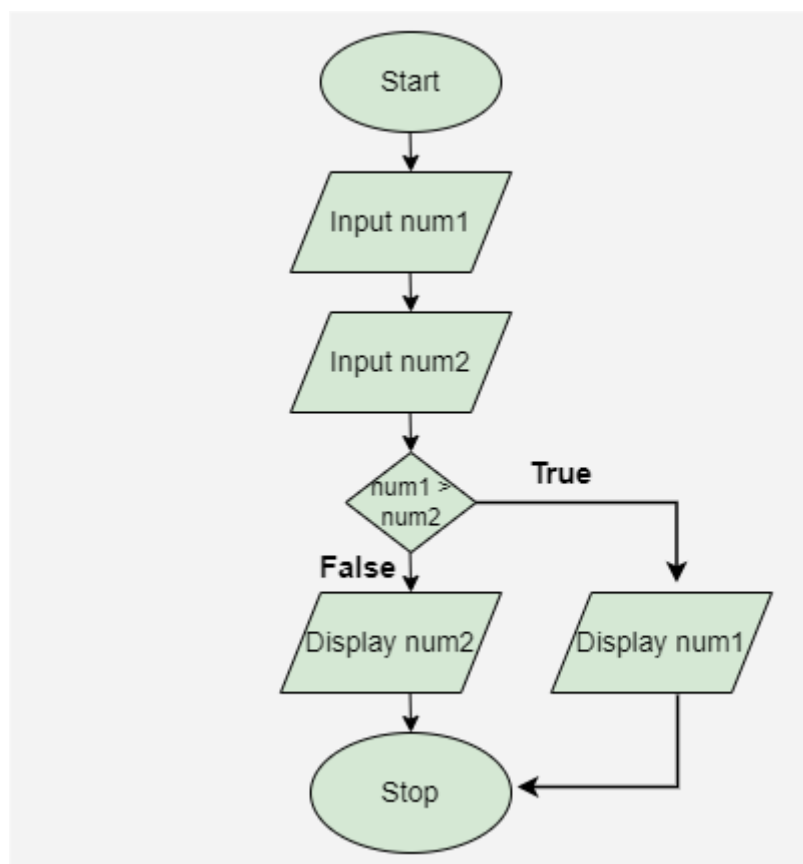 Start
Input num1
Input num2
num1 >
num2
True
False
Display num2
Display num1
Stop